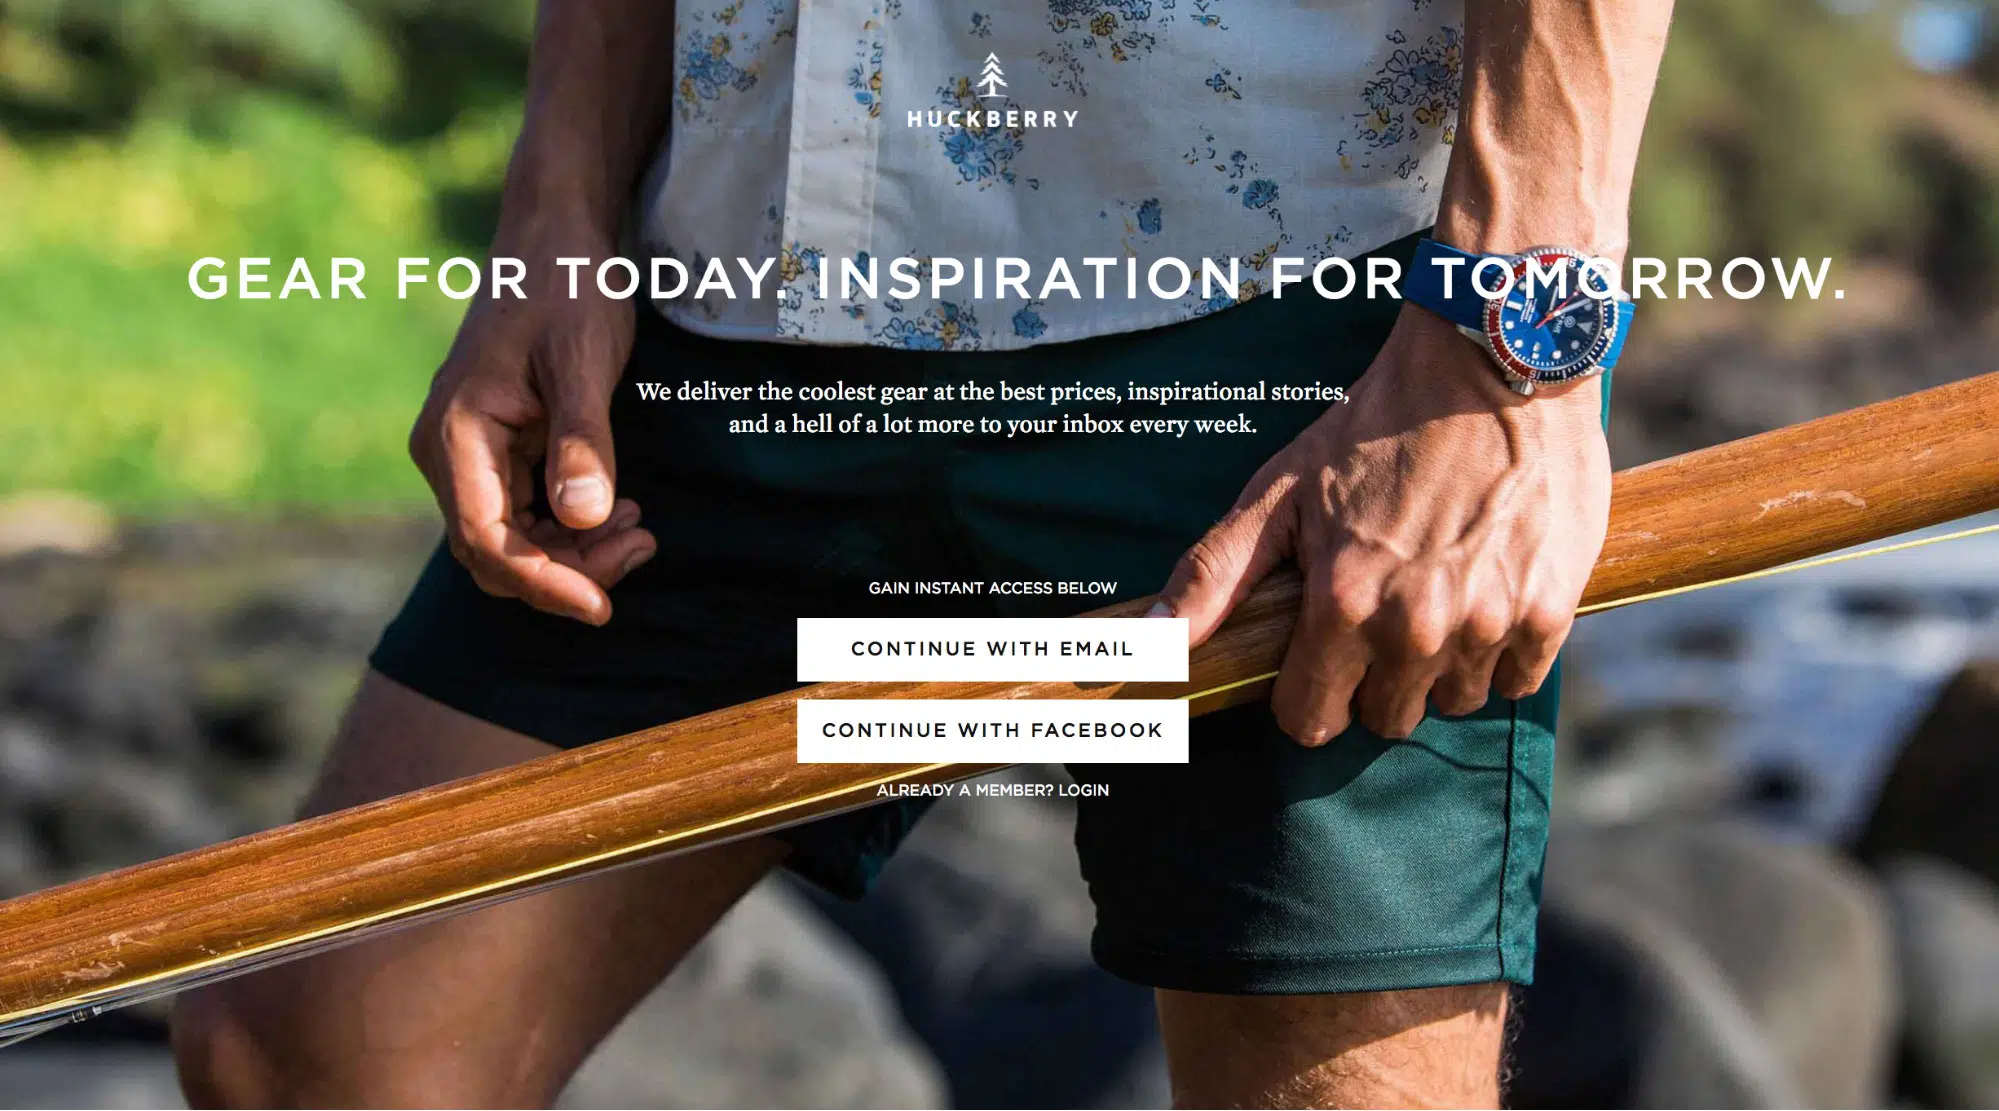 HUCKBERRY
GEAR FOR TODAY. INSPIRATION FOR TOMORROW.
We deliver the coolest gear at the best prices, inspirational stories,
and a hell of a lot more to your inbox every week.
GAIN INSTANT ACCESS BELOW
CONTINUE WITH EMAIL
CONTINUE WITH FACEBOOK
ALREADY A MEMBER? LOGIN